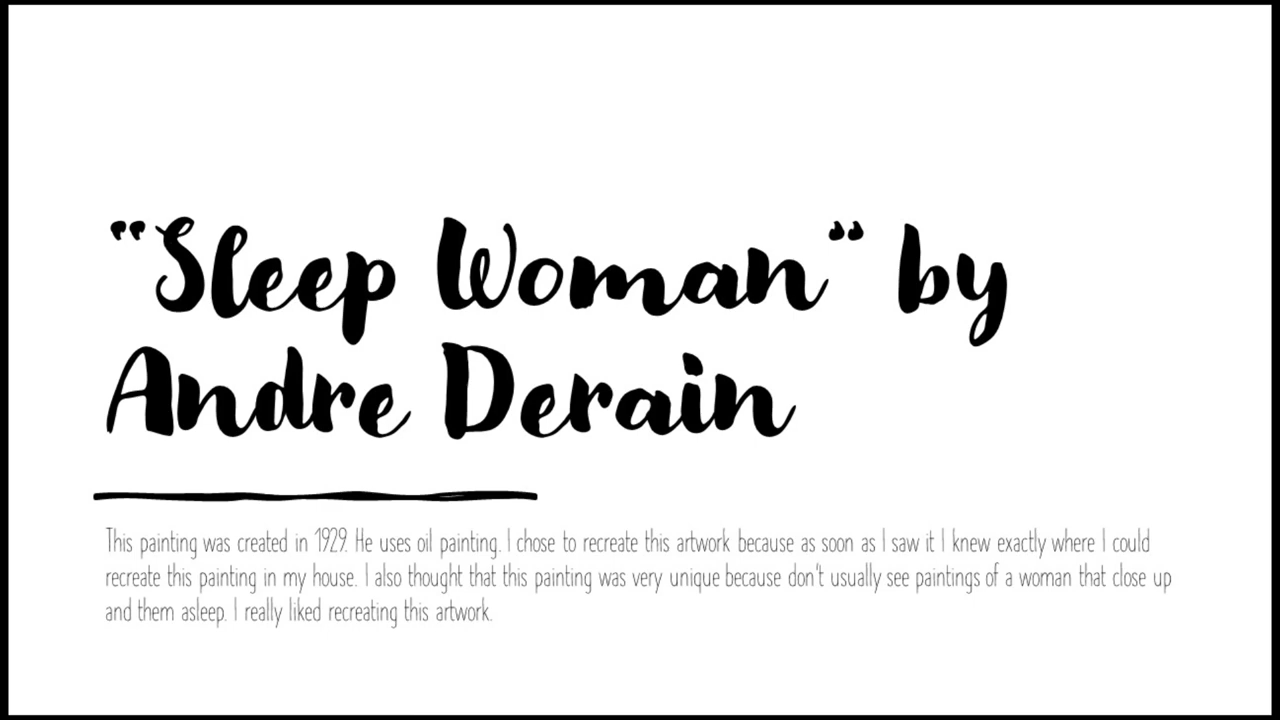 "Sleep Woman" by
Andre Derain
This painting was created in 1929. He uses oil painting. I chose to recreate this artwork because as soon as I saw it I knew exactly where I could
recreate this painting in my house. I also thought that this painting was very unique because don't usually see paintings of a woman that close up
and them asleep. I really liked recreating this artwork.